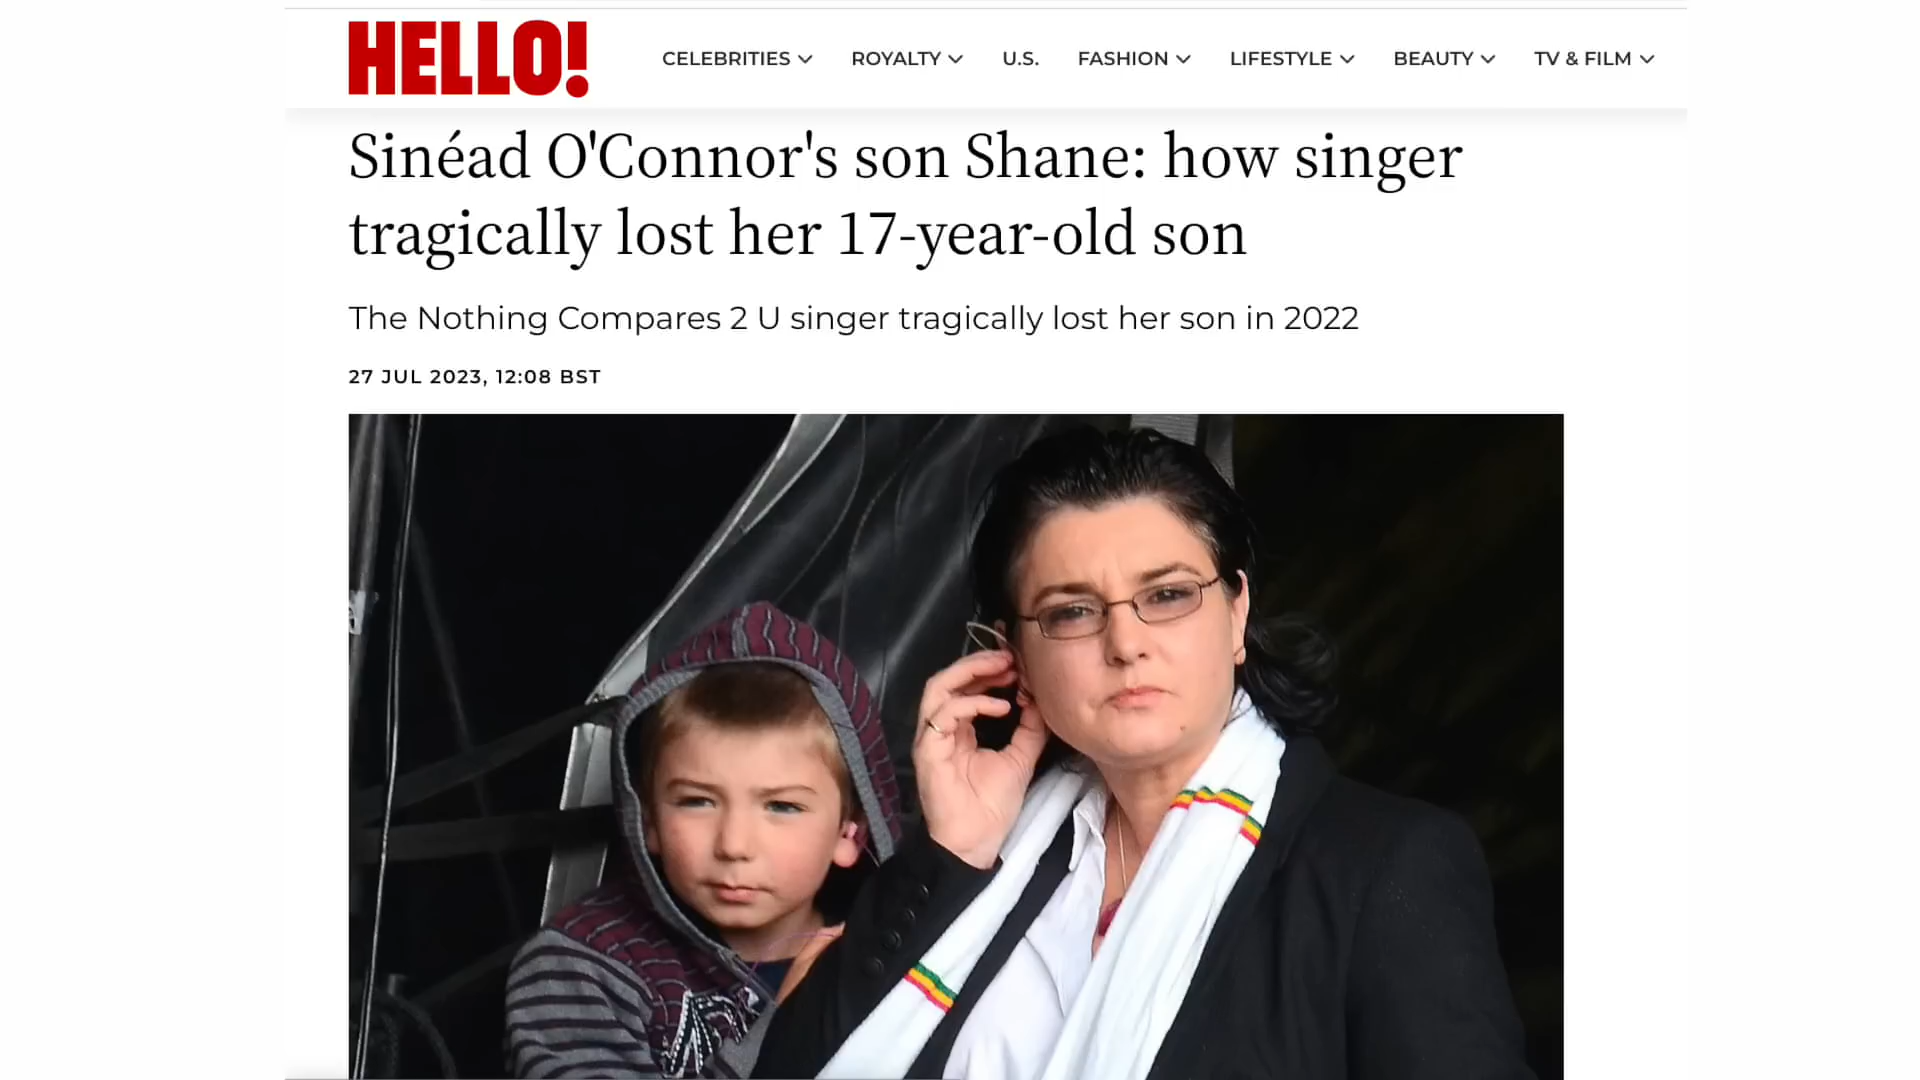 HELLO!
CELEBRITIES
ROYALTY
U.S.
FASHION
LIFESTYLE
BEAUTY
TV & FILM
Sinéad O'Connor's son Shane: how singer
tragically lost her 17-year-old son
The Nothing Compares 2 U singer tragically lost her son in 2022
27 JUL 2023, 12:08 BST